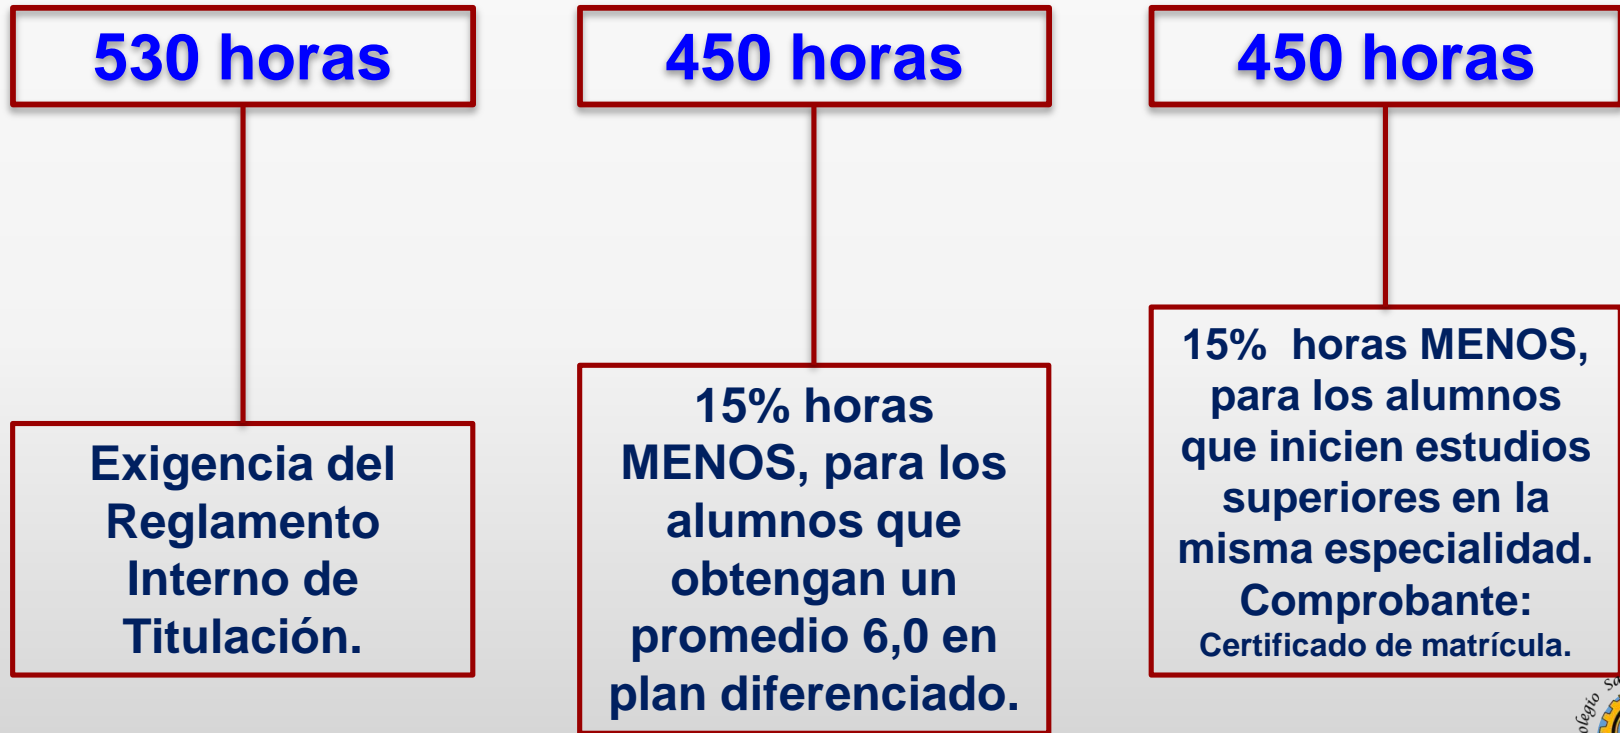 530 horas
Exigencia del
Reglamento
Interno de
Titulación.
450 horas
15% horas
MENOS, para los
alumnos que
obtengan un
promedio 6,0 en
plan diferenciado.
450 horas
15%  horas MENOS,
para los alumnos
que inicien estudios
superiores en la
misma especialidad.
Comprobante:
Certificado de matrícula.